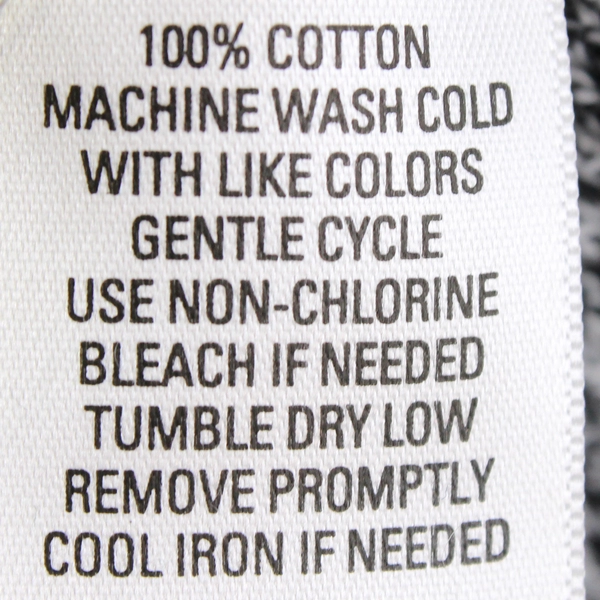 100% COTTON
MACHINE WASH COLD
WITH LIKE COLORS
GENTLE CYCLE
USE NON-CHLORINE
BLEACH IF NEEDED
TUMBLE DRY LOW
REMOVE PROMPTLY
COOL IRON IF NEEDED